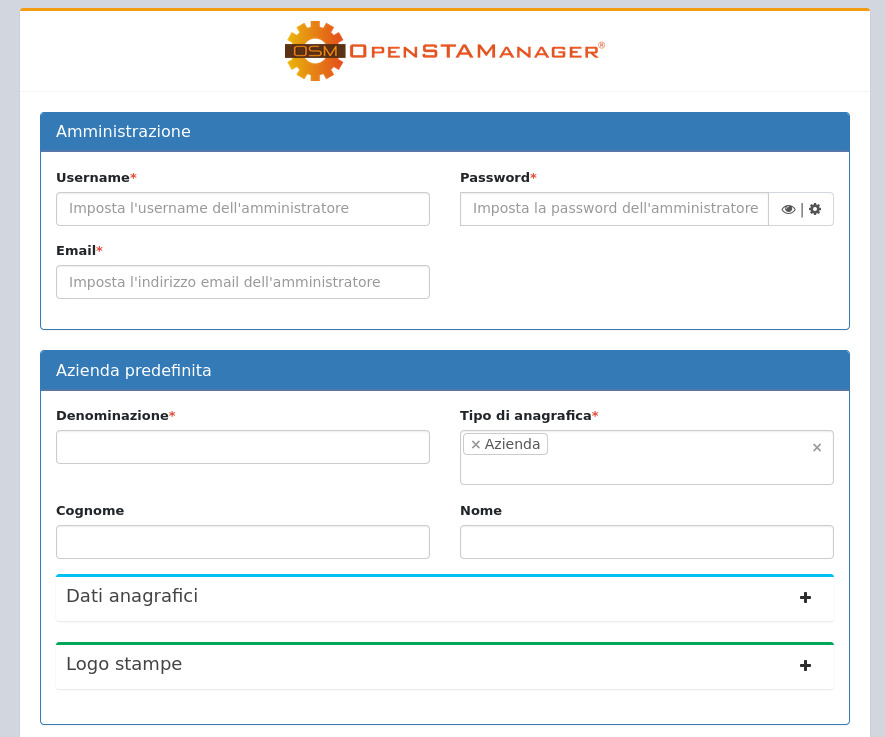 OSM OpenSTAManager®
Amministrazione
Username* Password*
Imposta l'username dell'amministratore Imposta la password dell'amministratore |
Email*
Imposta l'indirizzo email dell'amministratore
Azienda predefinita
Denominazione* Tipo di anagrafica*
× Azienda ×
Cognome Nome
Dati anagrafici +
Logo stampe +